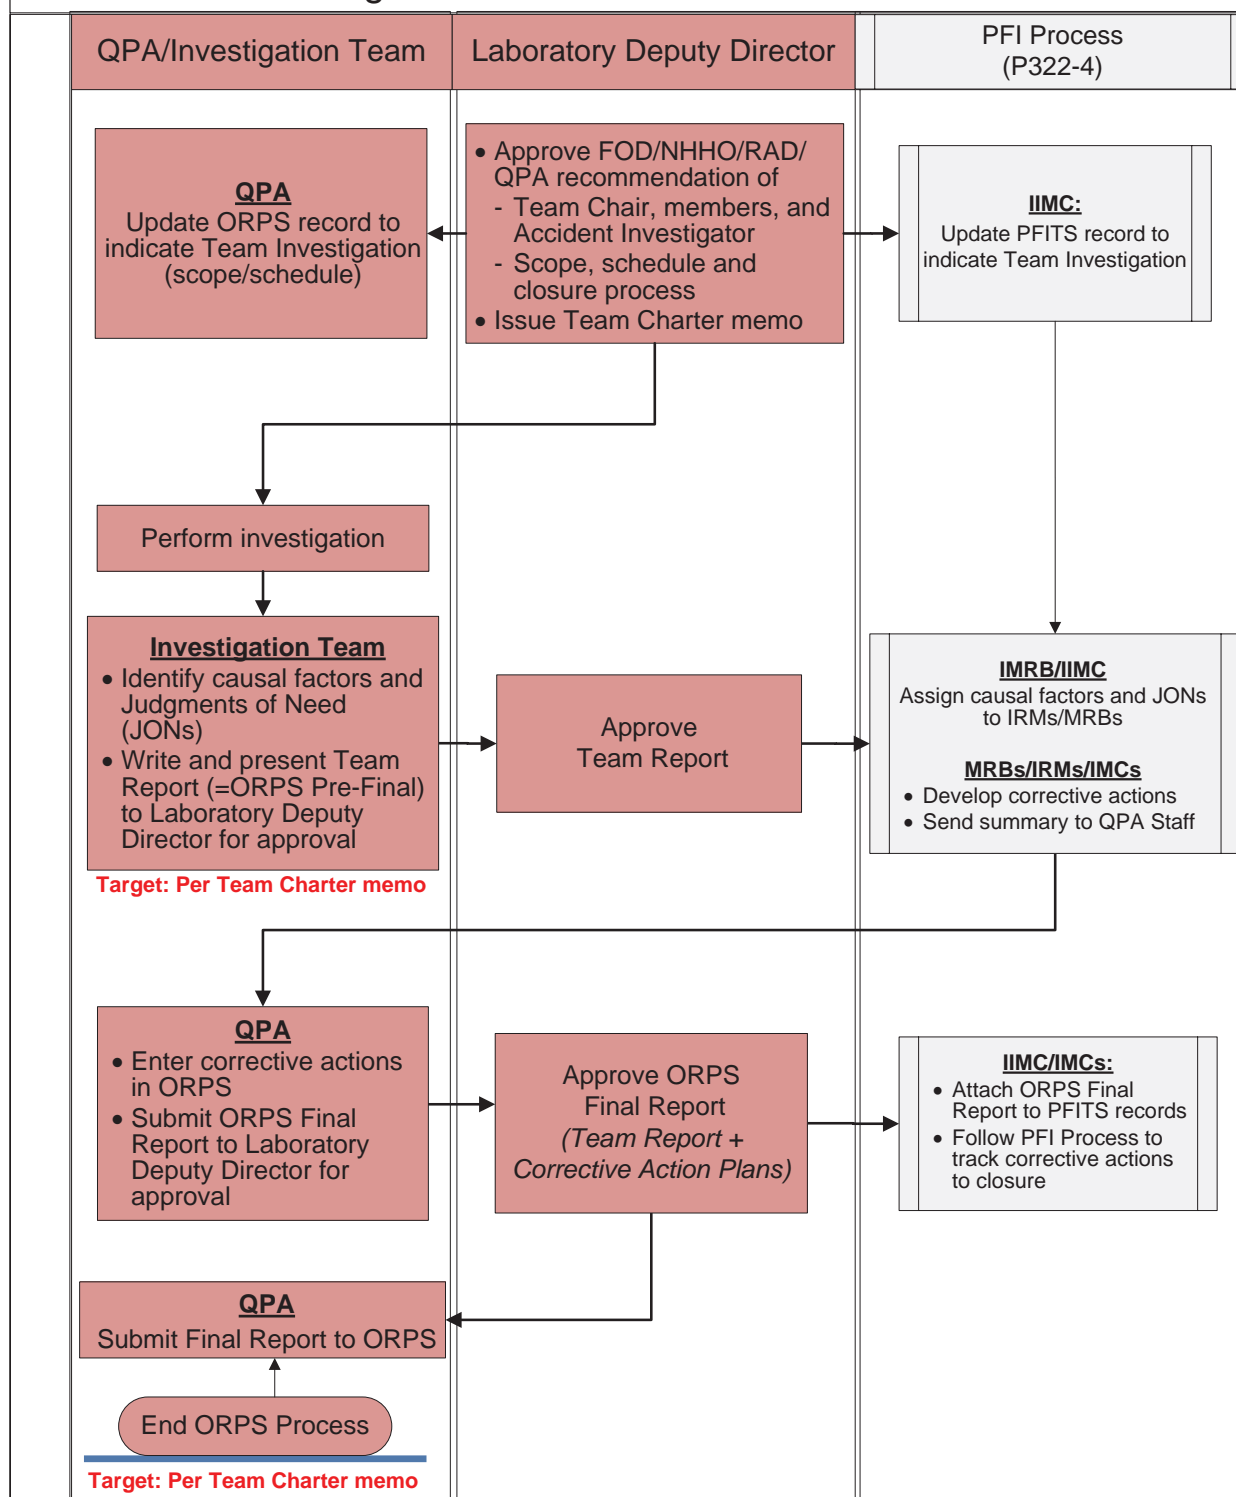 QPA/Investigation Team
Laboratory Deputy Director
PFI Process
(P322-4)
QPA
Update ORPS record to
indicate Team Investigation
(scope/schedule)
• Approve FOD/NHHO/RAD/
QPA recommendation of
- Team Chair, members, and
Accident Investigator
- Scope, schedule and
closure process
• Issue Team Charter memo
IIMC:
Update PFITS record to
indicate Team Investigation
Perform investigation
Investigation Team
• Identify causal factors and
Judgments of Need
(JONs)
• Write and present Team
Report (=ORPS Pre-Final)
to Laboratory Deputy
Director for approval
Target: Per Team Charter memo
Approve
Team Report
IMRB/IIMC
Assign causal factors and JONs
to IRMs/MRBs
MRBs/IRMs/IMCs
• Develop corrective actions
• Send summary to QPA Staff
QPA
• Enter corrective actions
in ORPS
• Submit ORPS Final
Report to Laboratory
Deputy Director for
approval
Approve ORPS
Final Report
(Team Report +
Corrective Action Plans)
IIMC/IMCs:
• Attach ORPS Final
Report to PFITS records
• Follow PFI Process to
track corrective actions
to closure
QPA
Submit Final Report to ORPS
End ORPS Process
Target: Per Team Charter memo